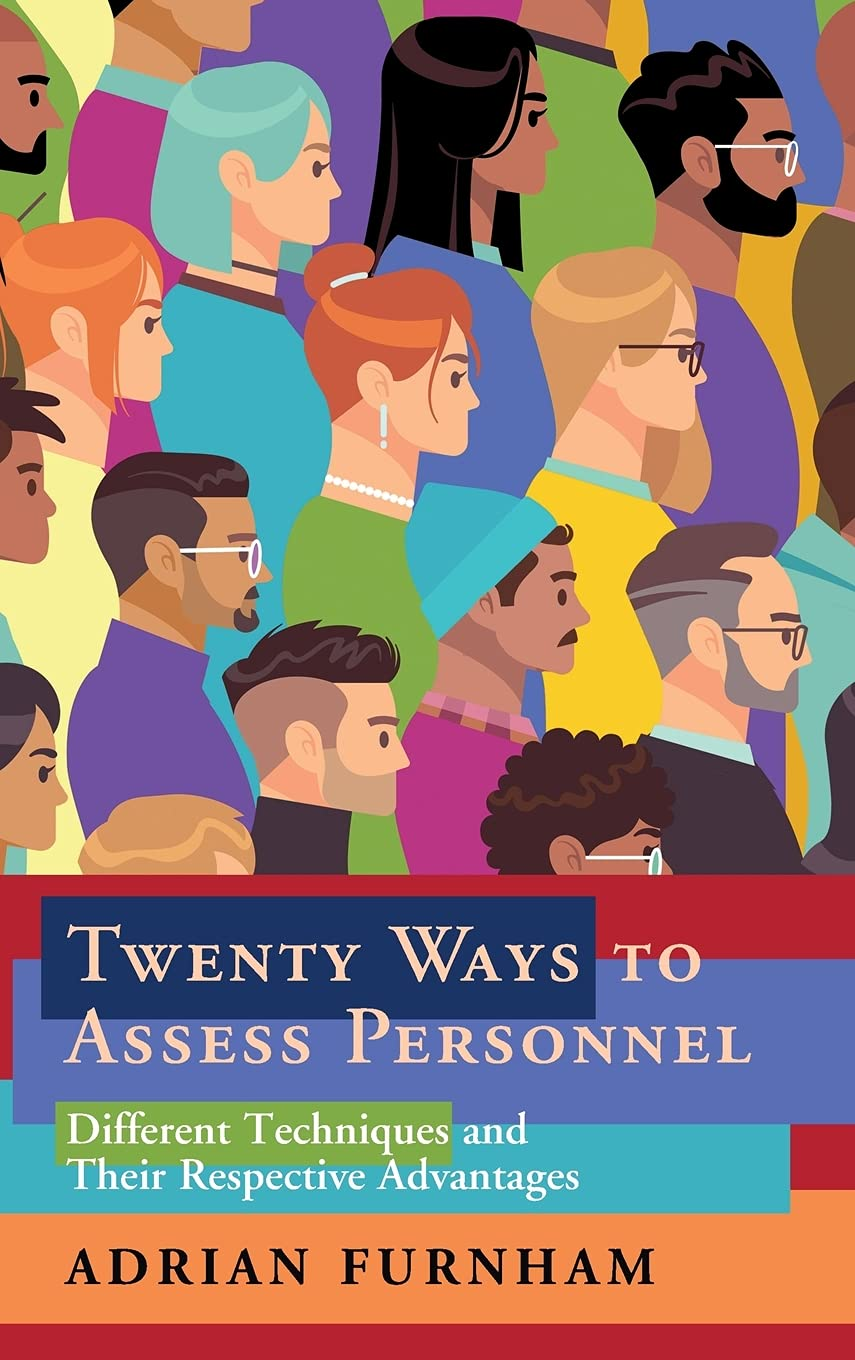 Twenty Ways to
Assess Personnel
Different Techniques and
Their Respective Advantages
ADRIAN FURNHAM